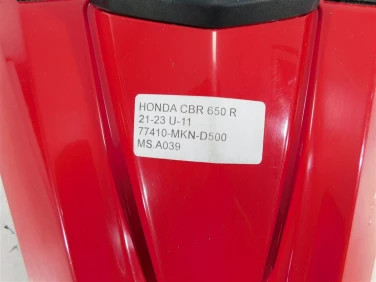 HONDA CBR 650 R
21-23 U-11
77410-MKN-D500
MS.A039